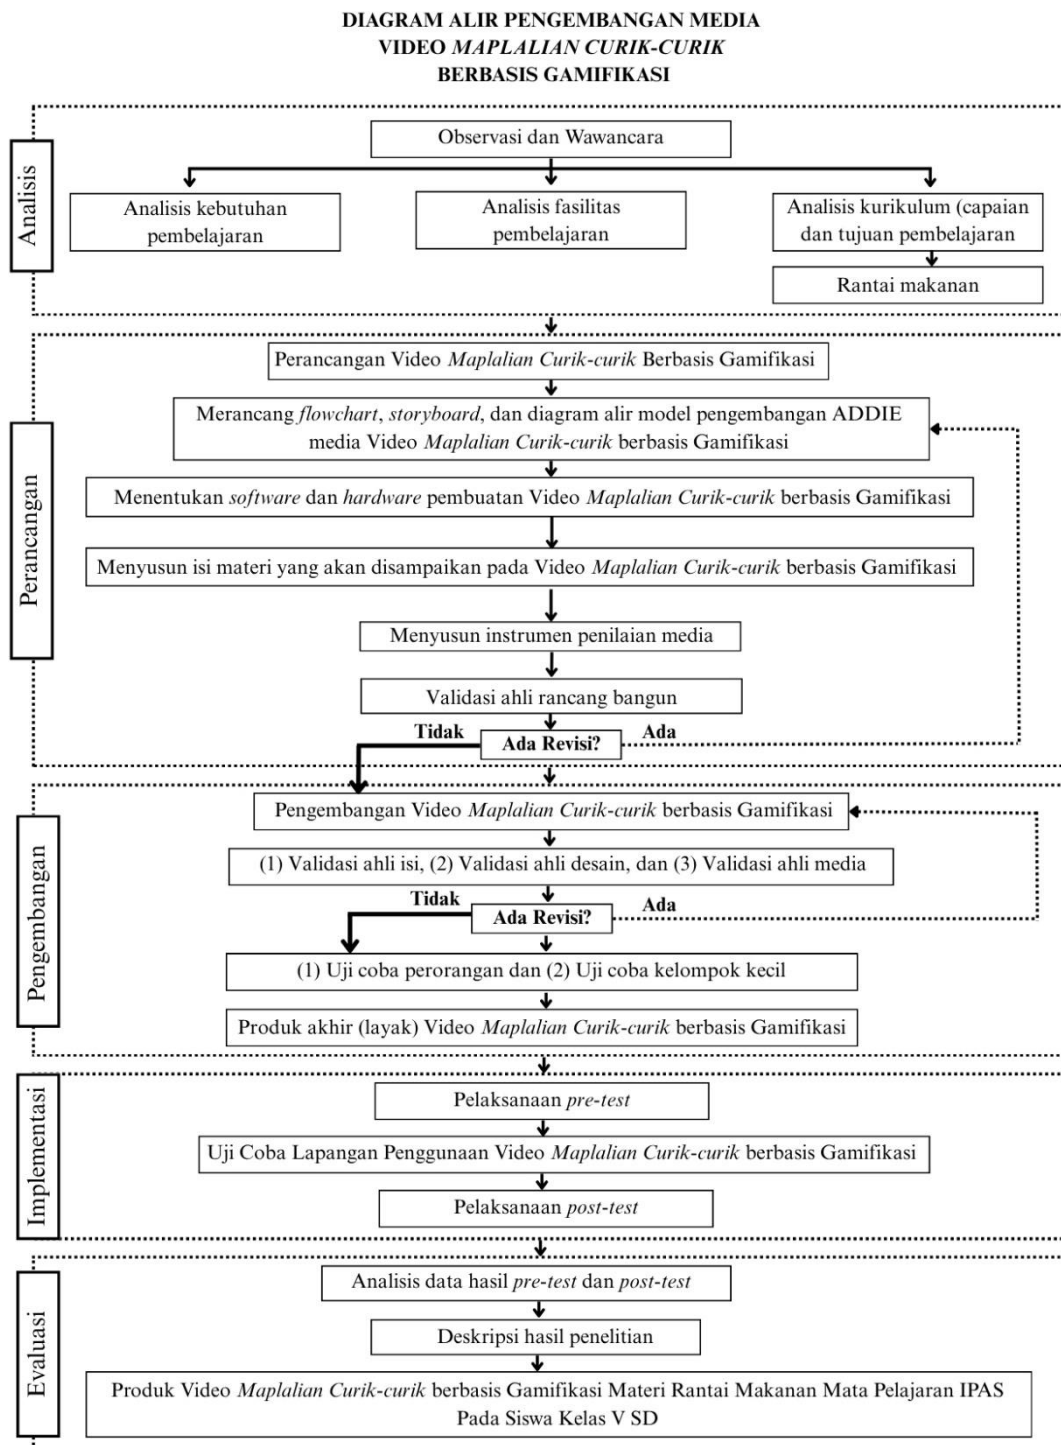 DIAGRAM ALIR PENGEMBANGAN MEDIA
VIDEO MAPLALIAN CURIK-CURIK
BERBASIS GAMIFIKASI
Analisis
Observasi dan Wawancara
Analisis kebutuhan
pembelajaran
Analisis fasilitas
pembelajaran
Analisis kurikulum (capaian
dan tujuan pembelajaran
Rantai makanan
Perancangan
Perancangan Video Maplalian Curik-curik Berbasis Gamifikasi
Merancang flowchart, storyboard, dan diagram alir model pengembangan ADDIE
media Video Maplalian Curik-curik berbasis Gamifikasi
Menentukan software dan hardware pembuatan Video Maplalian Curik-curik berbasis Gamifikasi
Menyusun isi materi yang akan disampaikan pada Video Maplalian Curik-curik berbasis Gamifikasi
Menyusun instrumen penilaian media
Validasi ahli rancang bangun
Tidak
Ada Revisi?
Ada
Pengembangan
Pengembangan Video Maplalian Curik-curik berbasis Gamifikasi
(1) Validasi ahli isi, (2) Validasi ahli desain, dan (3) Validasi ahli media
Tidak
Ada Revisi?
Ada
(1) Uji coba perorangan dan (2) Uji coba kelompok kecil
Produk akhir (layak) Video Maplalian Curik-curik berbasis Gamifikasi
Implementasi
Pelaksanaan pre-test
Uji Coba Lapangan Penggunaan Video Maplalian Curik-curik berbasis Gamifikasi
Pelaksanaan post-test
Evaluasi
Analisis data hasil pre-test dan post-test
Deskripsi hasil penelitian
Produk Video Maplalian Curik-curik berbasis Gamifikasi Materi Rantai Makanan Mata Pelajaran IPAS
Pada Siswa Kelas V SD